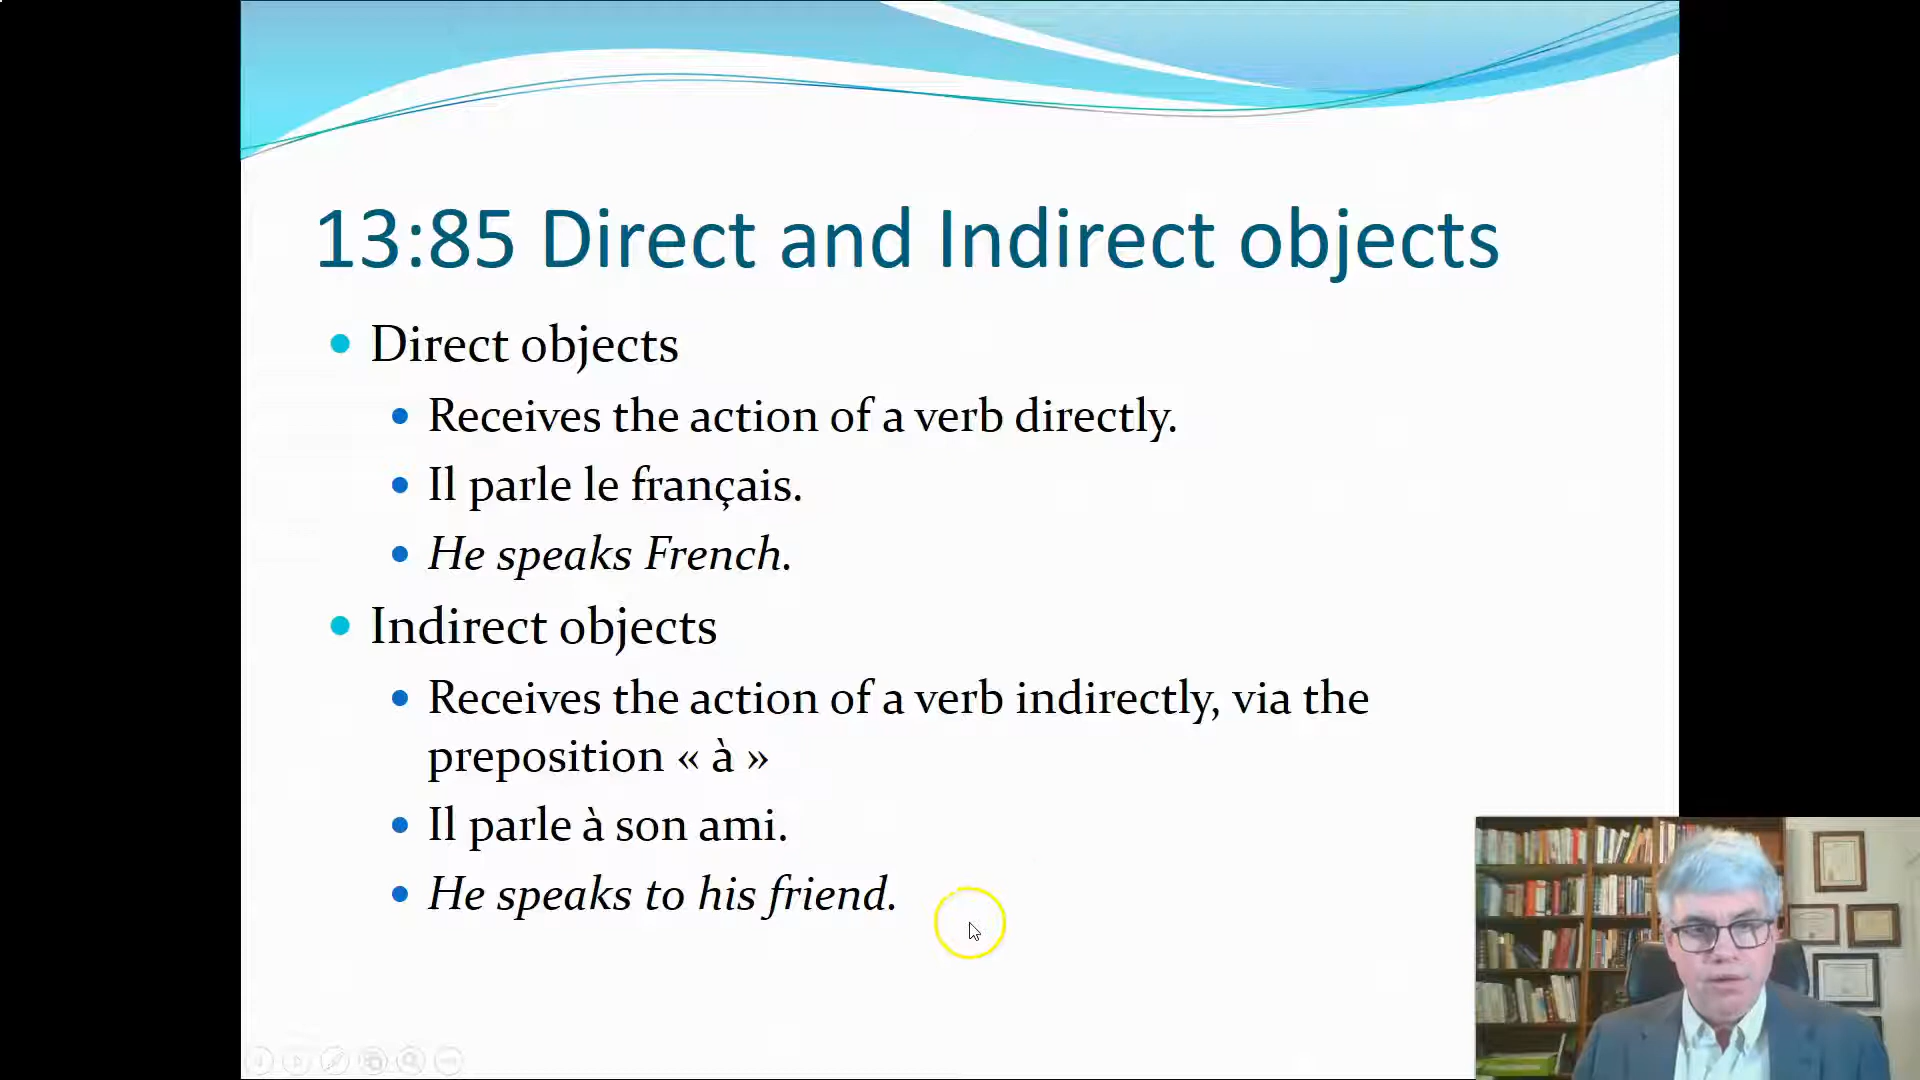 13:85 Direct and Indirect objects
Direct objects
Receives the action of a verb directly.
Il parle le français.
He speaks French.
Indirect objects
Receives the action of a verb indirectly, via the
preposition « à »
Il parle à son ami.
He speaks to his friend.